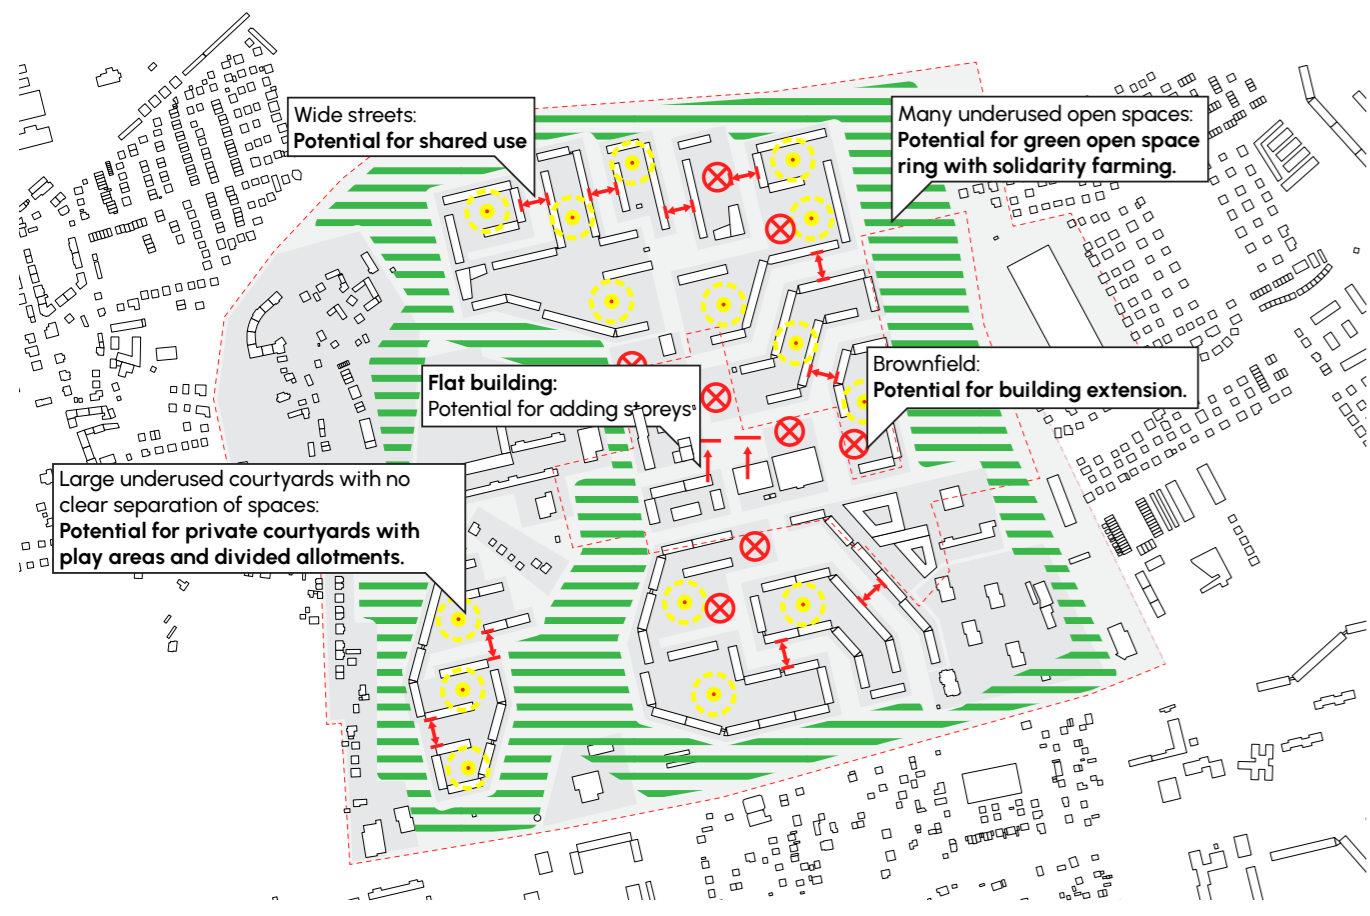 Wide streets:
Potential for shared use
Many underused open spaces:
Potential for green open space
ring with solidarity farming.
Flat building:
Potential for adding storeys.
Brownfield:
Potential for building extension.
Large underused courtyards with no
clear separation of spaces:
Potential for private courtyards with
play areas and divided allotments.